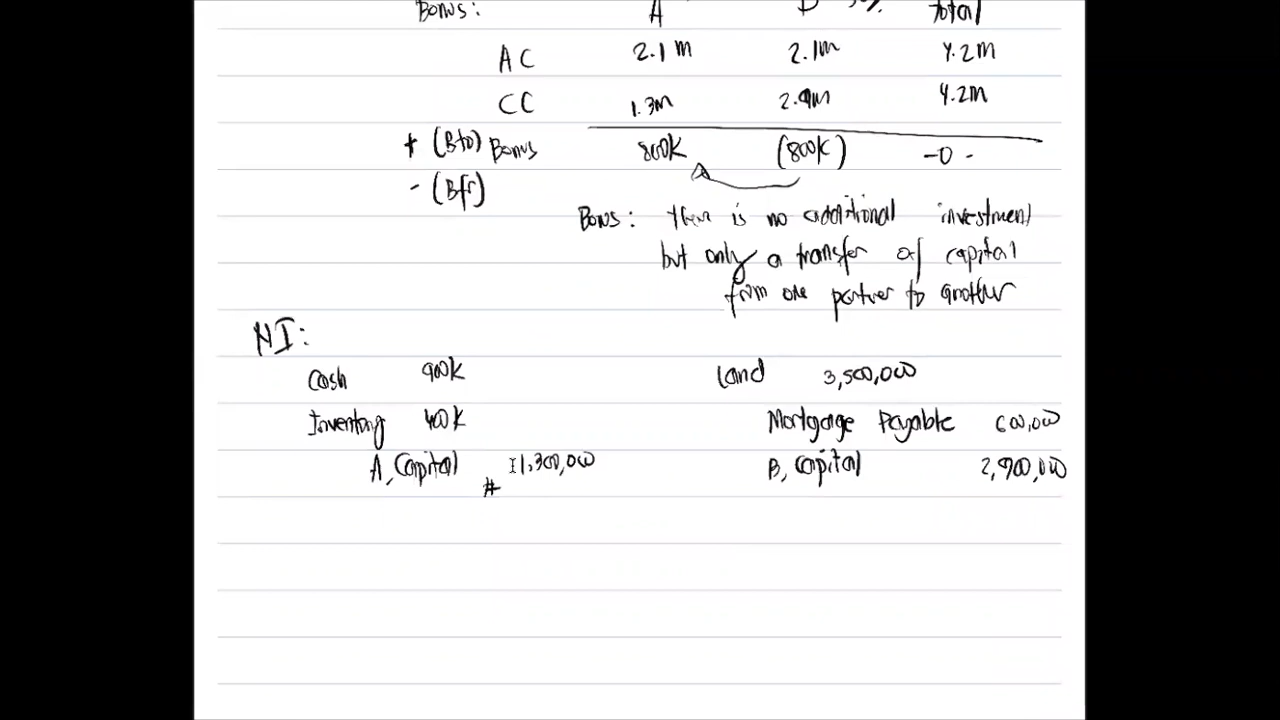 Bonus: A B 50% Total
AC 2.1m 2.1m 4.2m
CC 1.3m 2.9m 4.2m
+ (Bto) Bonus 800k (800k) -0-
- (Bfr)
Bonus: there is no additional investment
but only a transfer of capital
from one partner to another
NI:
Cash 900k Land 3,500,000
Inventory 400k Mortgage Payable 600,000
A, Capital 1,300,000 B, Capital 2,900,000
#